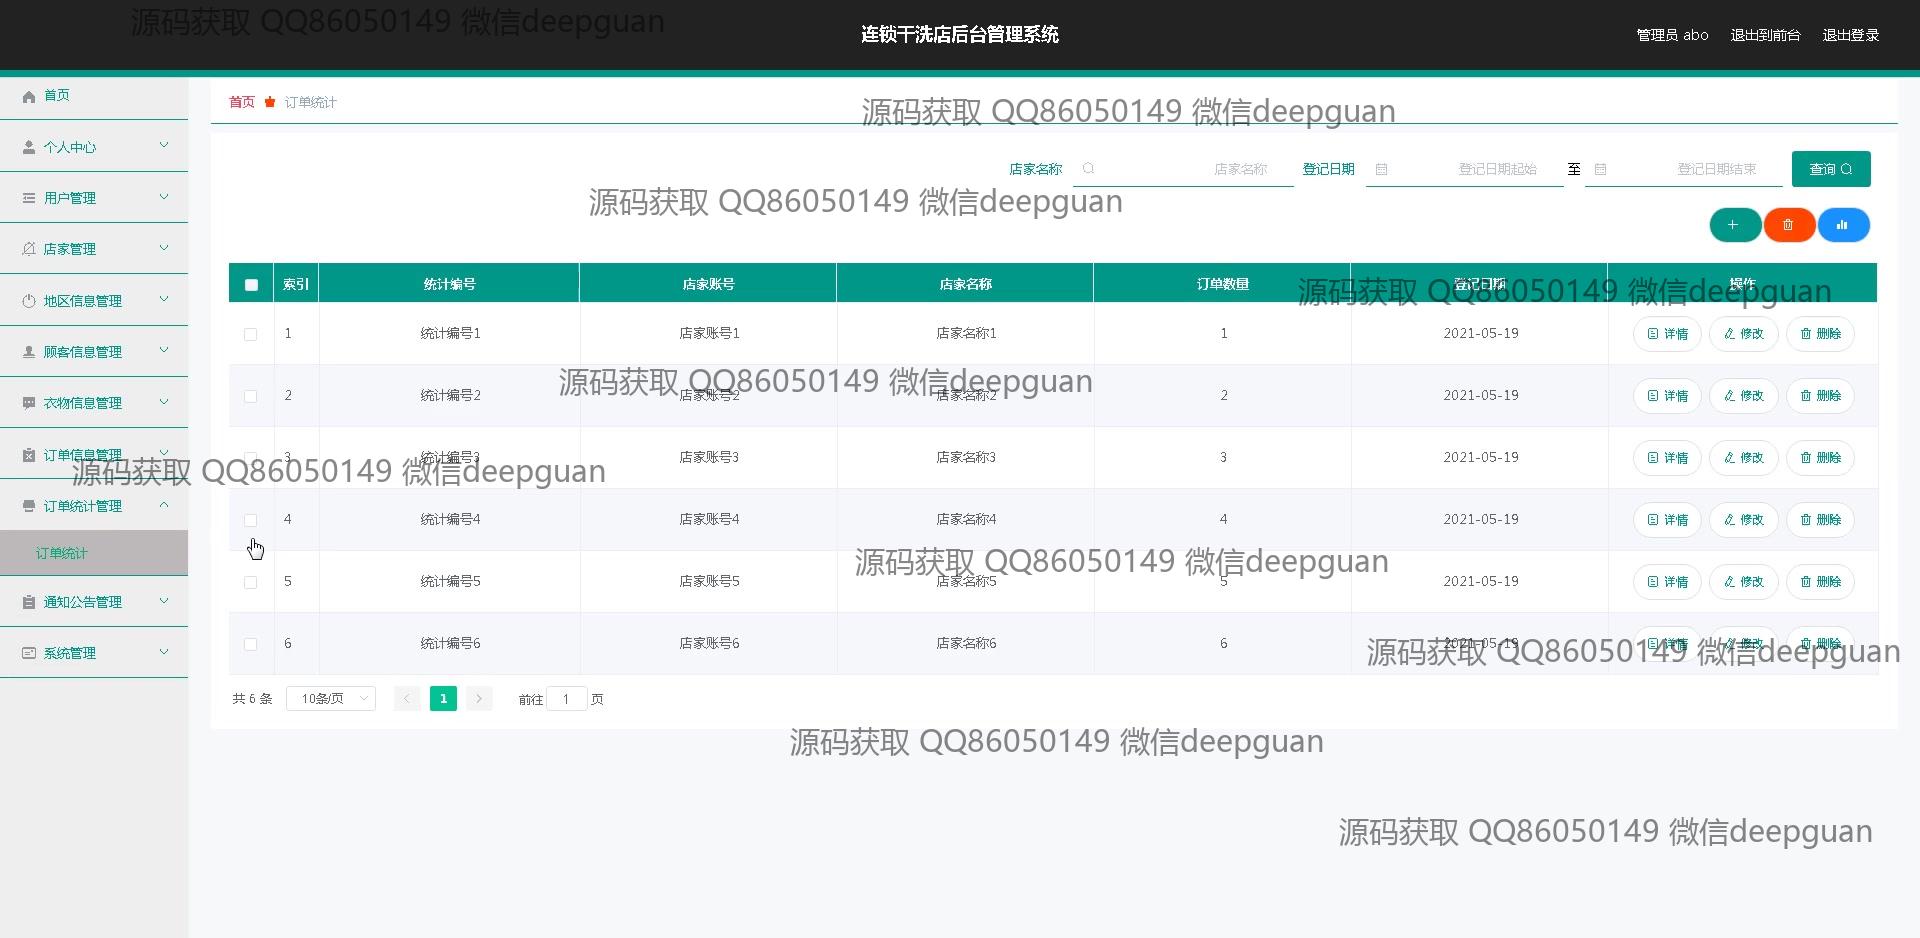 源码获取 QQ86050149 微信deepguan
连锁干洗店后台管理系统
管理员 abo 退出到前台 退出登录
首页
个人中心
用户管理
店家管理
地区信息管理
顾客信息管理
衣物信息管理
订单信息管理
订单统计管理
订单统计
通知公告管理
系统管理
首页 订单统计
源码获取 QQ86050149 微信deepguan
店家名称 店家名称 登记日期 登记日期起始 至 登记日期结束 查询
源码获取 QQ86050149 微信deepguan
索引 统计编号 店家账号 店家名称 订单数量 登记日期 操作
源码获取 QQ86050149 微信deepguan
1 统计编号1 店家账号1 店家名称1 1 2021-05-19 详情 修改 删除
2 统计编号2 店家账号2 店家名称2 2 2021-05-19 详情 修改 删除
源码获取 QQ86050149 微信deepguan
3 统计编号3 店家账号3 店家名称3 3 2021-05-19 详情 修改 删除
源码获取 QQ86050149 微信deepguan
4 统计编号4 店家账号4 店家名称4 4 2021-05-19 详情 修改 删除
源码获取 QQ86050149 微信deepguan
5 统计编号5 店家账号5 店家名称5 5 2021-05-19 详情 修改 删除
6 统计编号6 店家账号6 店家名称6 6 2021-05-19 详情 修改 删除
源码获取 QQ86050149 微信deepguan
共 6 条 10条/页 1 前往 1 页
源码获取 QQ86050149 微信deepguan
源码获取 QQ86050149 微信deepguan